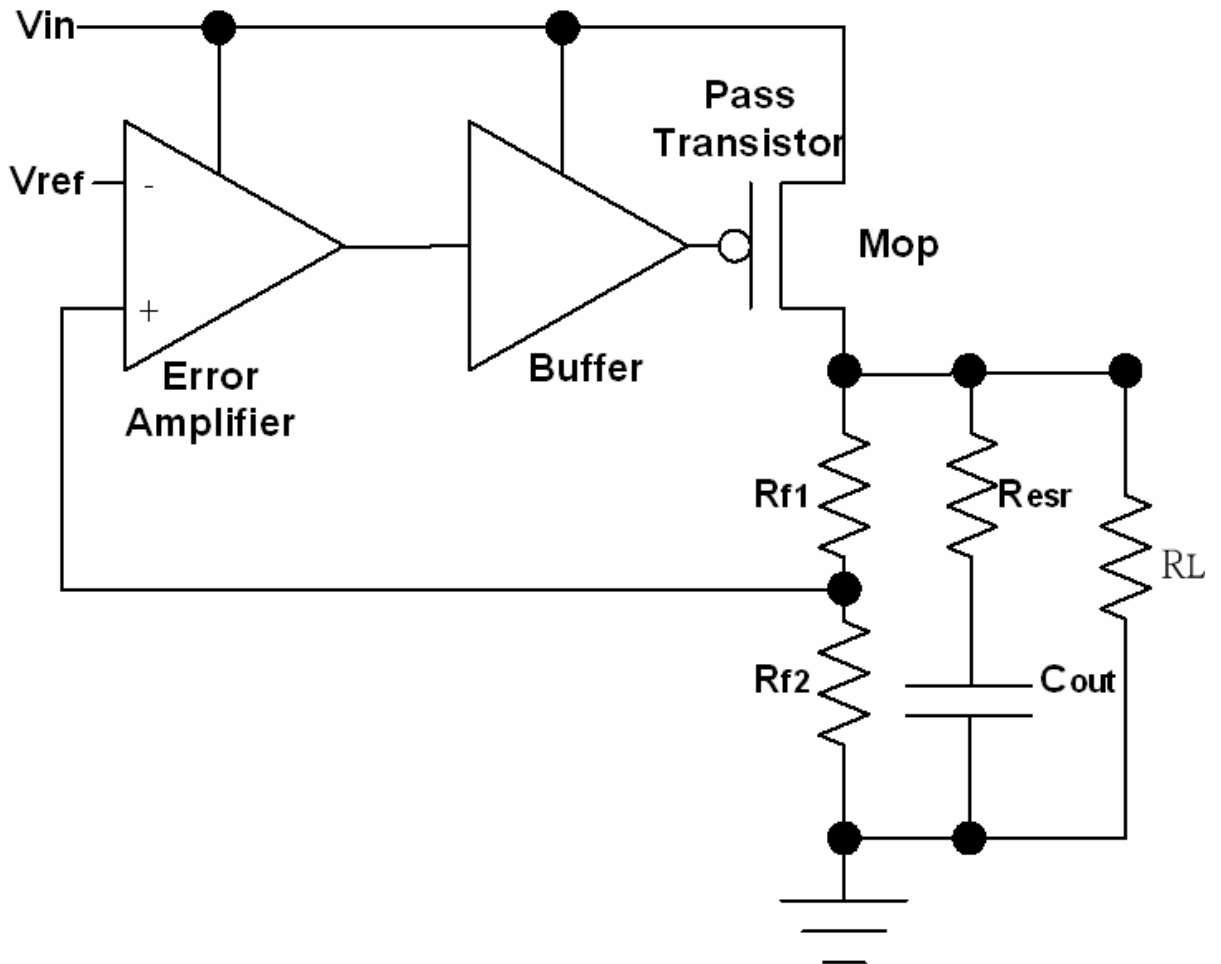 Vin
Pass
Transistor
Vref
-
Mop
+
Error
Amplifier
Buffer
Rf1
Resr
RL
Rf2
Cout